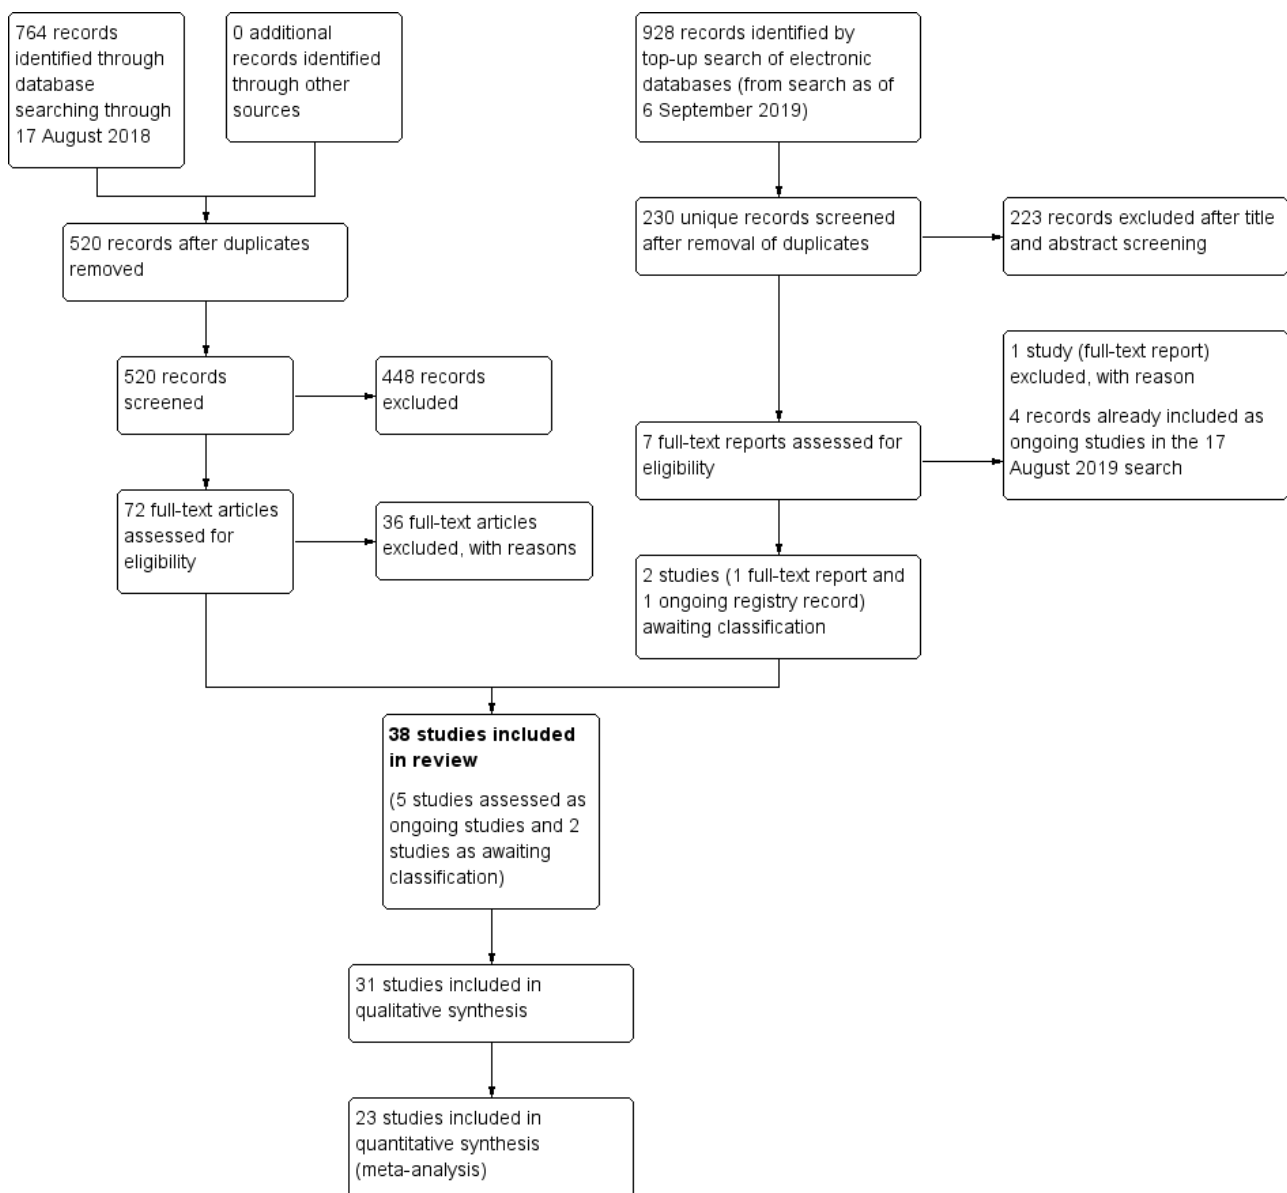 764 records
identified through
database
searching through
17 August 2018
0 additional
records identified
through other
sources
928 records identified by
top-up search of electronic
databases (from search as of
6 September 2019)
520 records after duplicates
removed
230 unique records screened
after removal of duplicates
223 records excluded after title
and abstract screening
520 records
screened
448 records
excluded
1 study (full-text report)
excluded, with reason
4 records already included as
ongoing studies in the 17
August 2019 search
7 full-text reports assessed for
eligibility
72 full-text articles
assessed for
eligibility
36 full-text articles
excluded, with reasons
2 studies (1 full-text report and
1 ongoing registry record)
awaiting classification
38 studies included
in review
(5 studies assessed as
ongoing studies and 2
studies as awaiting
classification)
31 studies included in
qualitative synthesis
23 studies included in
quantitative synthesis
(meta-analysis)